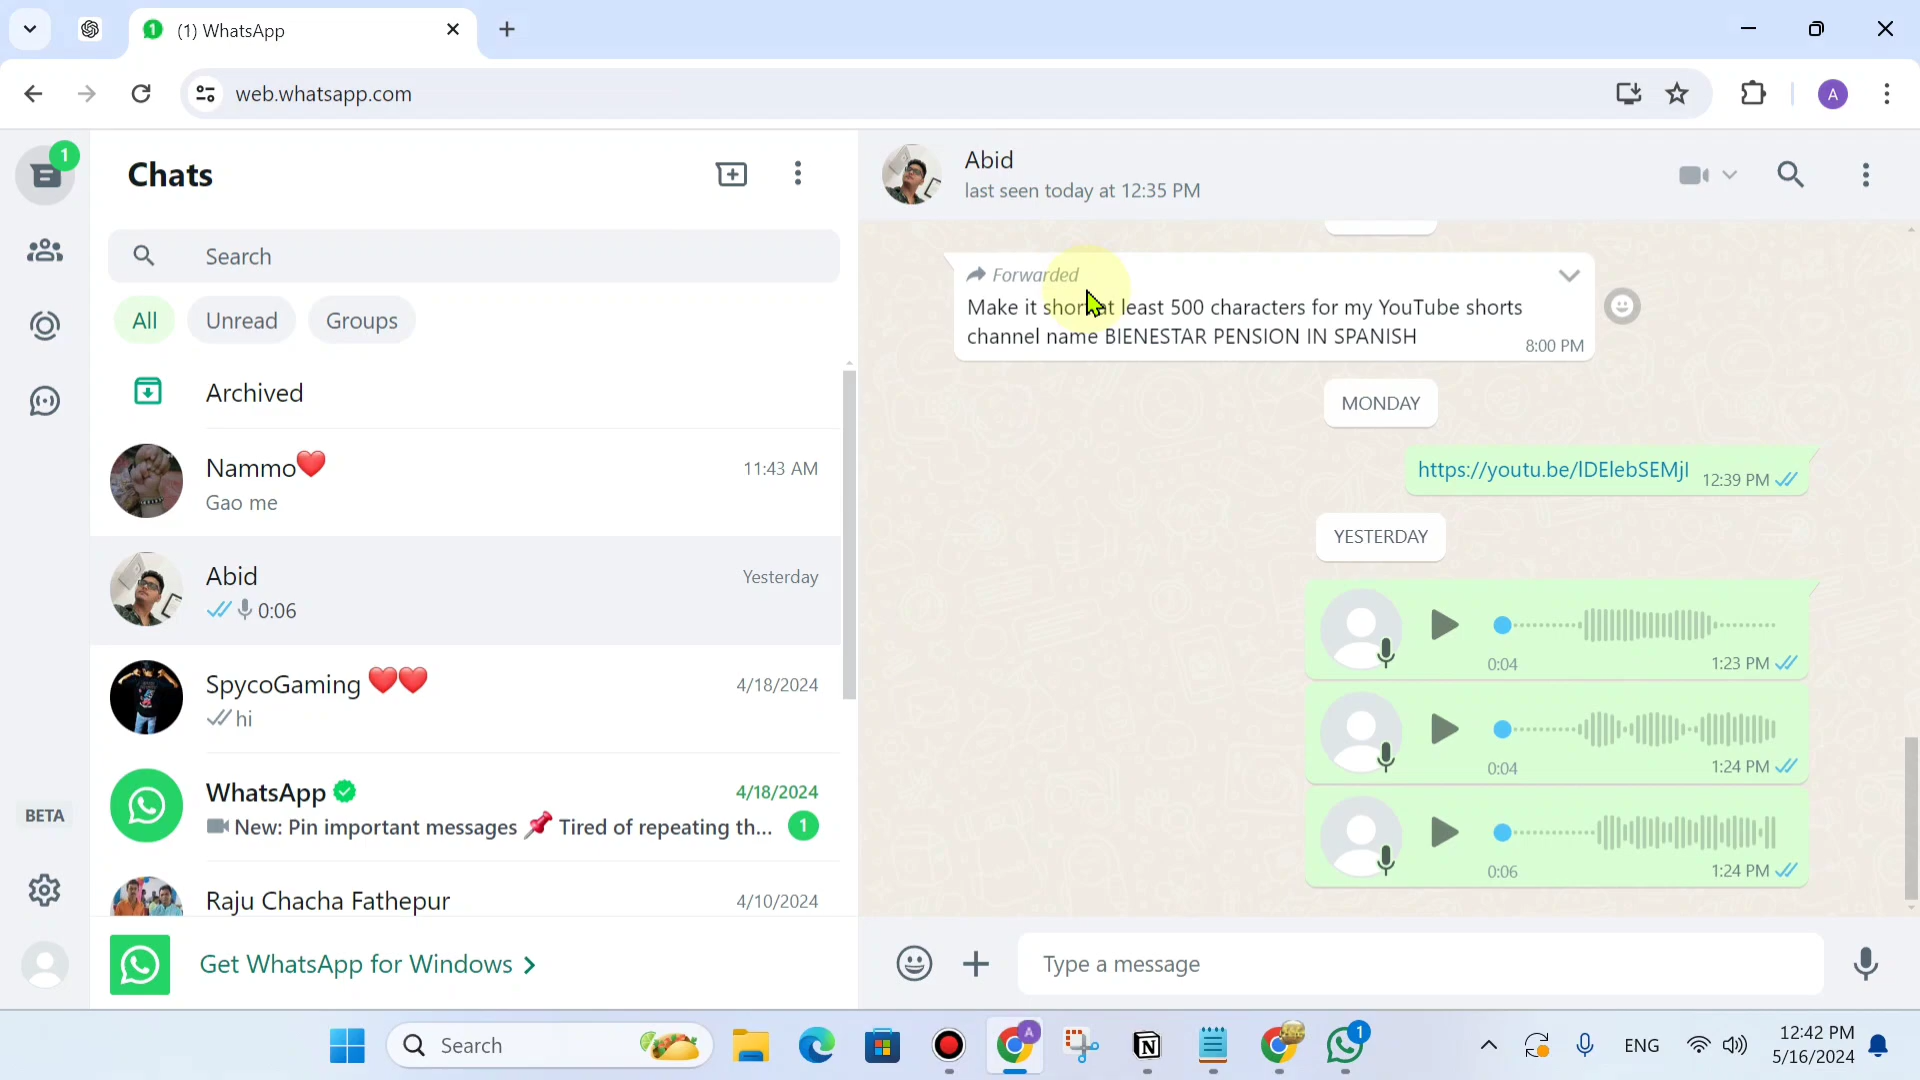 (1) WhatsApp
web.whatsapp.com
A
1
Chats
Search
All
Unread
Groups
Archived
Nammo❤️
11:43 AM
Gao me
Abid
Yesterday
0:06
SpycoGaming ❤️❤️
4/18/2024
hi
WhatsApp
4/18/2024
New: Pin important messages 📌 Tired of repeating th...
1
Raju Chacha Fathepur
4/10/2024
BETA
Get WhatsApp for Windows
Abid
last seen today at 12:35 PM
Forwarded
Make it short at least 500 characters for my YouTube shorts
channel name BIENESTAR PENSION IN SPANISH
8:00 PM
MONDAY
https://youtu.be/lDElebSEMjI
12:39 PM
YESTERDAY
0:04
1:23 PM
0:04
1:24 PM
0:06
1:24 PM
Type a message
Search
A
1
ENG
12:42 PM
5/16/2024